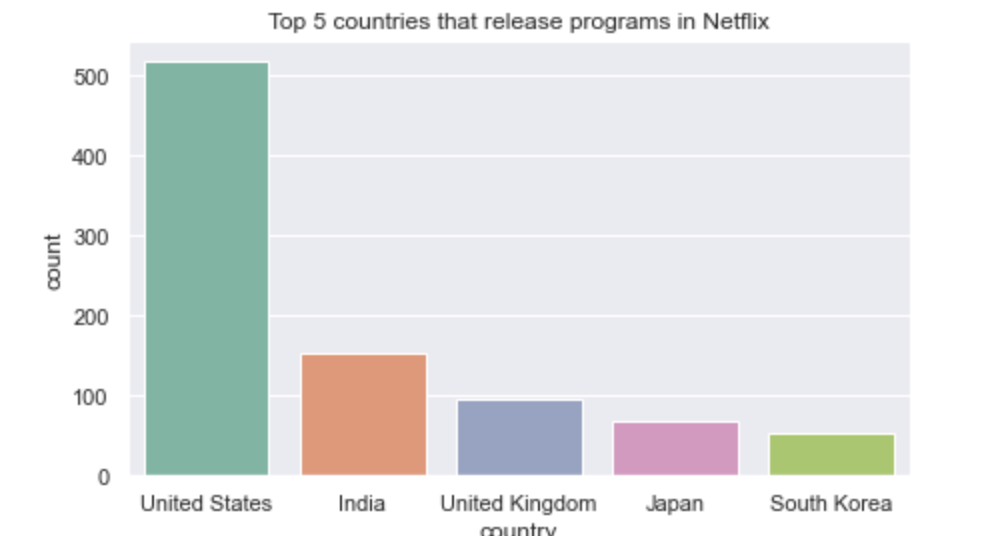 Top 5 countries that release programs in Netflix
500
400
300
200
100
0
count
United States India United Kingdom Japan South Korea
country